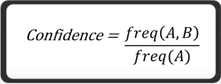 Confidence = freq(A, B) / freq(A)